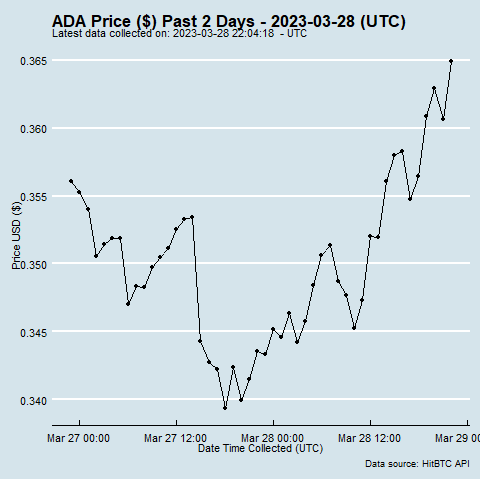 ADA Price ($) Past 2 Days - 2023-03-28 (UTC)
Latest data collected on: 2023-03-28 22:04:18 - UTC
0.365
0.360
0.355
0.350
0.345
0.340
Price USD ($)
Mar 27 00:00 Mar 27 12:00 Mar 28 00:00 Mar 28 12:00 Mar 29 0
Date Time Collected (UTC)
Data source: HitBTC API